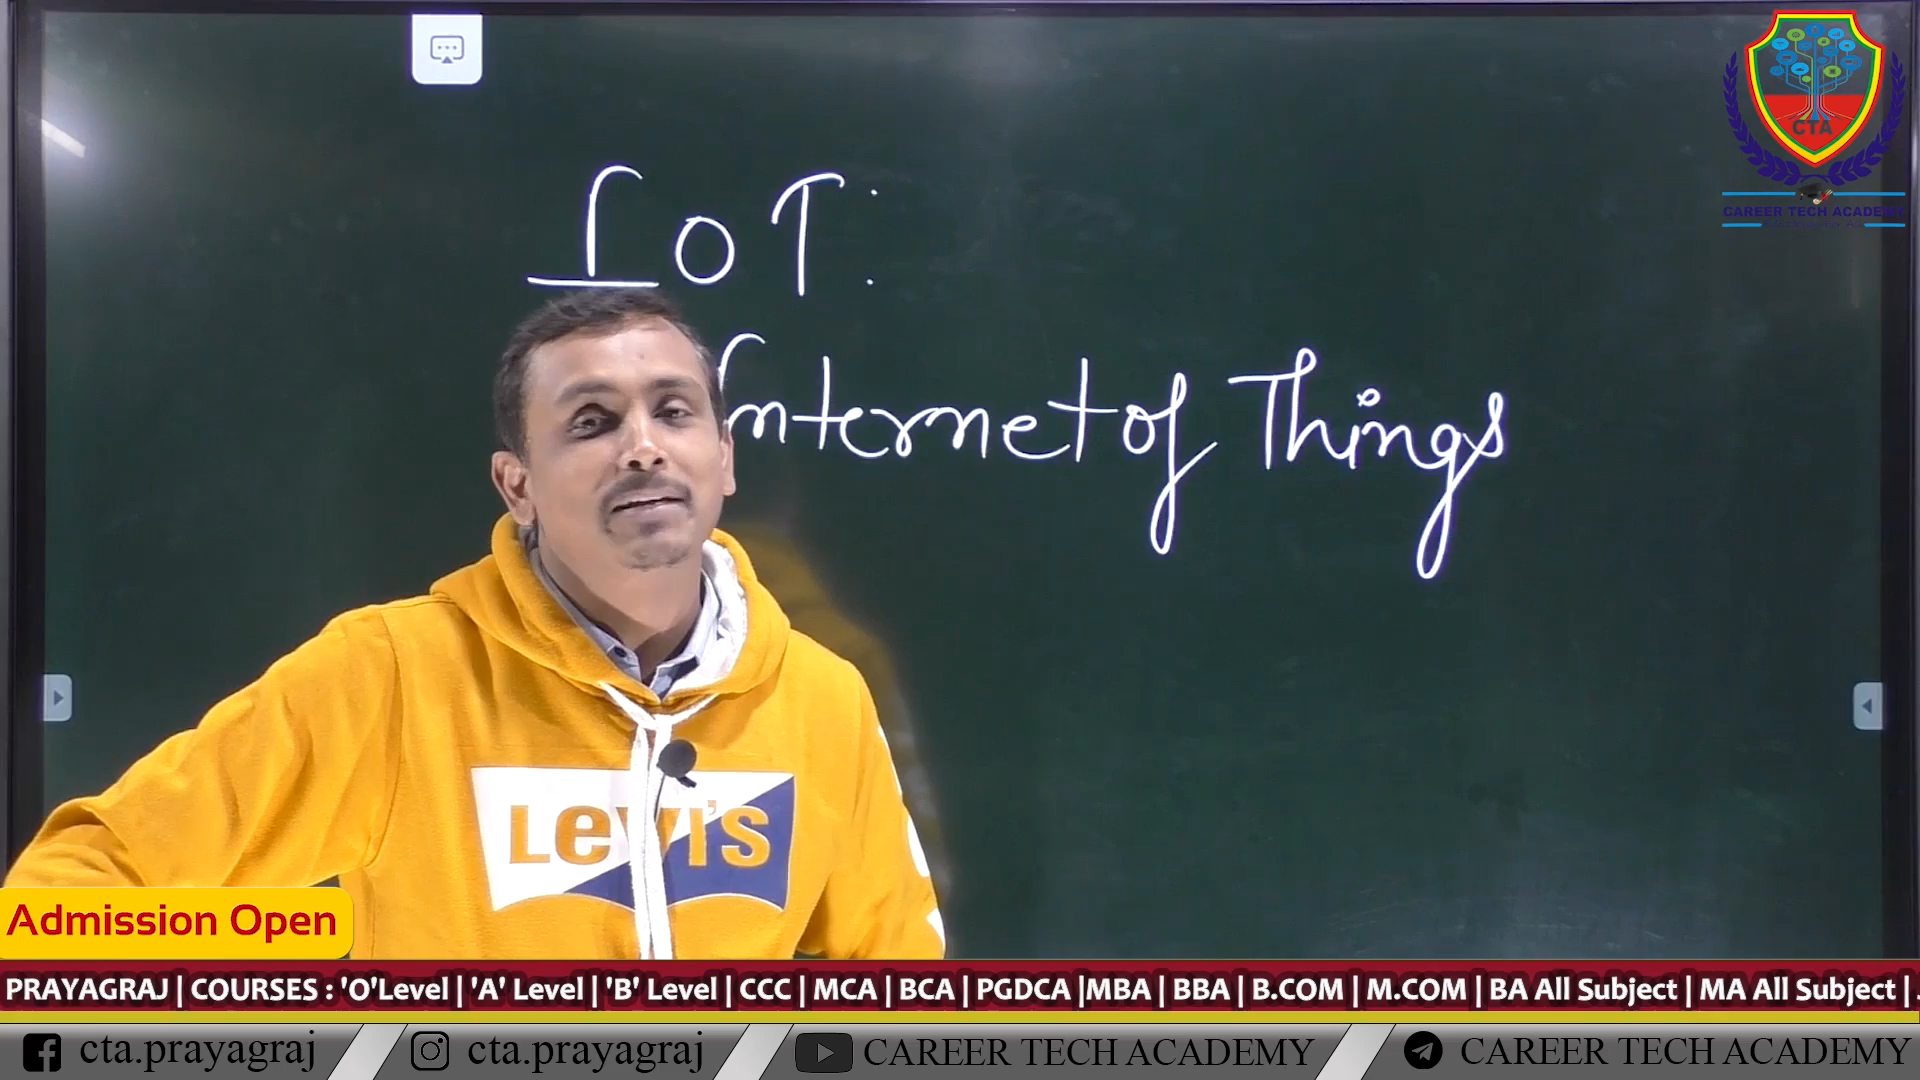 IoT:
Internet of Things
CTA
CAREER TECH ACADEMY
LEVI'S
Admission Open
PRAYAGRAJ | COURSES : 'O'Level | 'A' Level | 'B' Level | CCC | MCA | BCA | PGDCA |MBA | BBA | B.COM | M.COM | BA All Subject | MA All Subject |
cta.prayagraj
cta.prayagraj
CAREER TECH ACADEMY
CAREER TECH ACADEMY